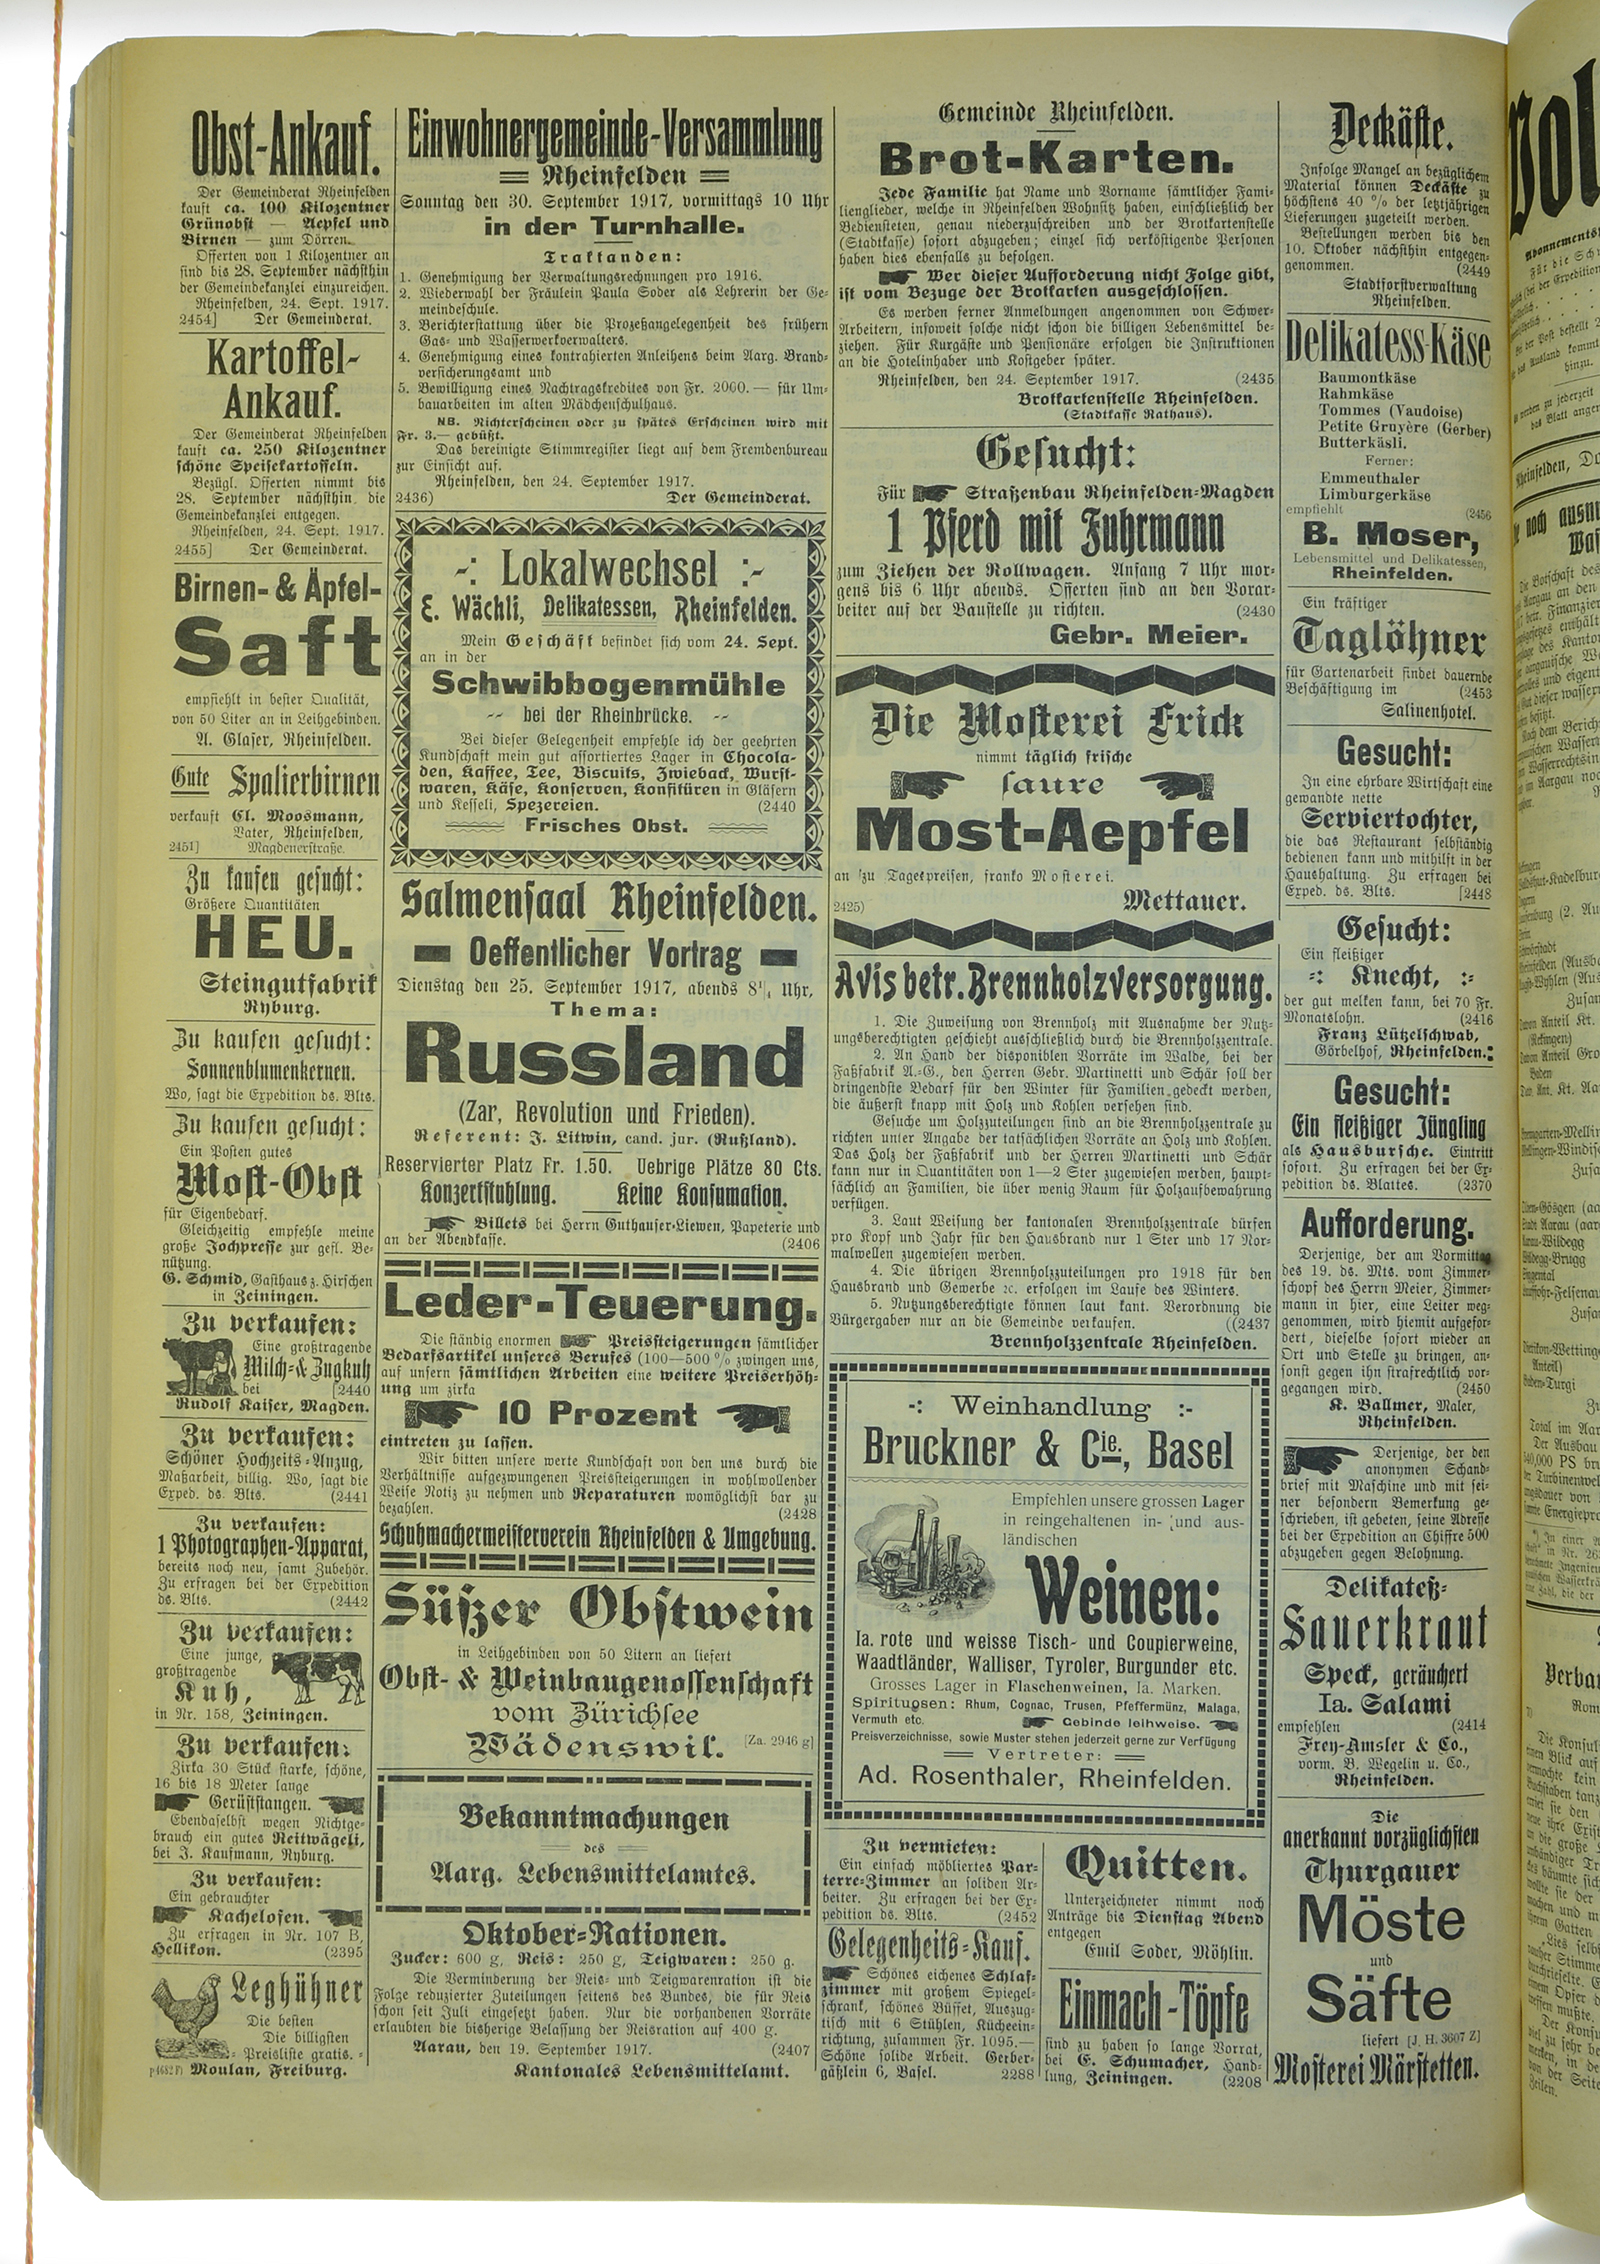 Obst-Ankauf.
Der Gemeinderat Rheinfelden
kauft ca. 100 Kilozentner
Grünobst — Aepfel und
Birnen — zum Dörren.
Offerten von 1 Kilozentner an
sind bis 28. September nächsthin
der Gemeindekanzlei einzureichen.
Rheinfelden, 24. Sept. 1917.
2454] Der Gemeinderat.
Kartoffel-
Ankauf.
Der Gemeinderat Rheinfelden
kauft ca. 250 Kilozentner
schöne Speisekartoffeln.
Bezügl. Offerten nimmt bis
28. September nächsthin die
Gemeindekanzlei entgegen.
Rheinfelden, 24. Sept. 1917.
2455] Der Gemeinderat.
Birnen- & Äpfel-
Saft
empfiehlt in bester Qualität,
von 50 Liter an in Leihgebinden.
A. Glaser, Rheinfelden.
Gute Spalierbirnen
verkauft Cl. Moosmann,
Vater, Rheinfelden,
2451] Magdenerstraße.
Zu kaufen gesucht:
Größere Quantitäten
HEU.
Steingutfabrik
Ryburg.
Zu kaufen gesucht:
Sonnenblumenkernen.
Wo, sagt die Expedition ds. Blts.
Zu kaufen gesucht:
Ein Posten gutes
Most-Obst
für Eigenbedarf.
Gleichzeitig empfehle meine
große Jochpresse zur gefl. Be-
nützung.
G. Schmid, Gasthaus z. Hirschen
in Zeiningen.
Zu verkaufen:
Eine großtragende
Milch- & Zugkuh
bei [2440
Rudolf Kaiser, Magden.
Zu verkaufen:
Schöner Hochzeits-Anzug,
Maßarbeit, billig. Wo, sagt die
Exped. ds. Blts. (2441
Zu verkaufen:
1 Photographen-Apparat,
bereits noch neu, samt Zubehör.
Zu erfragen bei der Expedition
ds. Blts. (2442
Zu verkaufen:
Eine junge,
großtragende
Kuh,
in Nr. 158, Zeiningen.
Zu verkaufen:
Zirka 30 Stück starke, schöne,
16 bis 18 Meter lange
Gerüststangen.
Ebendaselbst wegen Nichtge-
brauch ein gutes Reitwägeli,
bei J. Kaufmann, Ryburg.
Zu verkaufen:
Ein gebrauchter
Kachelofen.
Zu erfragen in Nr. 107 B,
Hellikon. (2395
Leghühner
Die besten
Die billigsten
Preisliste gratis.
Moulan, Freiburg.
Einwohnergemeinde-Versammlung
Rheinfelden
Sonntag den 30. September 1917, vormittags 10 Uhr
in der Turnhalle.
Traktanden:
1. Genehmigung der Verwaltungsrechnungen pro 1916.
2. Wiederwahl der Fräulein Paula Soder als Lehrerin der Ge-
meindeschule.
3. Berichterstattung über die Prozeßangelegenheit des frühern
Gas- und Wasserwerkverwalters.
4. Genehmigung eines kontrahierten Anleihens beim Aarg. Brand-
versicherungsamt und
5. Bewilligung eines Nachtragskredites von Fr. 2000.— für Um-
bauarbeiten im alten Mädchenschulhaus.
NB. Nichterscheinen oder zu spätes Erscheinen wird mit
Fr. 3.— gebüßt.
Das bereinigte Stimmregister liegt auf dem Fremdenbureau
zur Einsicht auf.
Rheinfelden, den 24. September 1917.
2436) Der Gemeinderat.
-: Lokalwechsel :-
E. Wächli, Delikatessen, Rheinfelden.
Mein Geschäft befindet sich vom 24. Sept.
an in der
Schwibbogenmühle
-- bei der Rheinbrücke. --
Bei dieser Gelegenheit empfehle ich der geehrten
Kundschaft mein gut assortiertes Lager in Chocola-
den, Kaffee, Tee, Biscuits, Zwieback, Wurst-
waren, Käse, Konserven, Konfitüren in Gläsern
und Kesseli, Spezereien. (2440
Frisches Obst.
Salmensaal Rheinfelden.
Oeffentlicher Vortrag
Dienstag den 25. September 1917, abends 8¼ Uhr,
Thema:
Russland
(Zar, Revolution und Frieden).
Referent: J. Litwin, cand. jur. (Rußland).
Reservierter Platz Fr. 1.50. Uebrige Plätze 80 Cts.
Konzertstuhlung. Keine Konsumation.
Billets bei Herrn Guthauser-Liewen, Papeterie und
an der Abendkasse. (2406
Leder-Teuerung.
Die ständig enormen Preissteigerungen sämtlicher
Bedarfsartikel unseres Berufes (100—500 % zwingen uns,
auf unsern sämtlichen Arbeiten eine weitere Preiserhöh-
ung um zirka
10 Prozent
eintreten zu lassen.
Wir bitten unsere werte Kundschaft von den uns durch die
Verhältnisse aufgezwungenen Preissteigerungen in wohlwollender
Weise Notiz zu nehmen und Reparaturen womöglichst bar zu
bezahlen. (2428
Schuhmachermeisterverein Rheinfelden & Umgebung.
Süßer Obstwein
in Leihgebinden von 50 Litern an liefert
Obst- & Weinbaugenossenschaft
vom Zürichsee
Wädenswil. [Za. 2946 g]
Bekanntmachungen
des
Aarg. Lebensmittelamtes.
Oktober-Rationen.
Zucker: 600 g, Reis: 250 g, Teigwaren: 250 g.
Die Verminderung der Reis- und Teigwarenration ist die
Folge reduzierter Zuteilungen seitens des Bundes, die für Reis
schon seit Juli eingesetzt haben. Nur die vorhandenen Vorräte
erlaubten die bisherige Belassung der Reisration auf 400 g.
Aarau, den 19. September 1917. (2407
Kantonales Lebensmittelamt.
Gemeinde Rheinfelden.
Brot-Karten.
Jede Familie hat Name und Vorname sämtlicher Fami-
lienglieder, welche in Rheinfelden Wohnsitz haben, einschließlich der
Bediensteten, genau niederzuschreiben und der Brotkartenstelle
(Stadtkasse) sofort abzugeben; einzel sich verköstigende Personen
haben dies ebenfalls zu befolgen.
Wer dieser Aufforderung nicht Folge gibt,
ist vom Bezuge der Brotkarten ausgeschlossen.
Es werden ferner Anmeldungen angenommen von Schwer-
Arbeitern, insoweit solche nicht schon die billigen Lebensmittel be-
ziehen. Für Kurgäste und Pensionäre erfolgen die Instruktionen
an die Hotelinhaber und Kostgeber später.
Rheinfelden, den 24. September 1917. (2435
Brotkartenstelle Rheinfelden.
(Stadtkasse Rathaus).
Gesucht:
Für Straßenbau Rheinfelden-Magden
1 Pferd mit Fuhrmann
zum Ziehen der Rollwagen. Anfang 7 Uhr mor-
gens bis 6 Uhr abends. Offerten sind an den Vorar-
beiter auf der Baustelle zu richten. (2430
Gebr. Meier.
Die Mosterei Frick
nimmt täglich frische
saure
Most-Aepfel
an zu Tagespreisen, franko Mosterei.
2425) Mettauer.
Avis betr. Brennholzversorgung.
1. Die Zuweisung von Brennholz mit Ausnahme der Nutz-
ungsberechtigten geschieht ausschließlich durch die Brennholzzentrale.
2. An Hand der disponiblen Vorräte im Walde, bei der
Faßfabrik A.-G., den Herren Gebr. Martinetti und Schär soll der
dringendste Bedarf für den Winter für Familien gedeckt werden,
die äußerst knapp mit Holz und Kohlen versehen sind.
Gesuche um Holzzuteilungen sind an die Brennholzzentrale zu
richten unter Angabe der tatsächlichen Vorräte an Holz und Kohlen.
Das Holz der Faßfabrik und der Herren Martinetti und Schär
kann nur in Quantitäten von 1—2 Ster zugewiesen werden, haupt-
sächlich an Familien, die über wenig Raum für Holzaufbewahrung
verfügen.
3. Laut Weisung der kantonalen Brennholzzentrale dürfen
pro Kopf und Jahr für den Hausbrand nur 1 Ster und 17 Nor-
malwellen zugewiesen werden.
4. Die übrigen Brennholzzuteilungen pro 1918 für den
Hausbrand und Gewerbe 2c. erfolgen im Laufe des Winters.
5. Nutzungsberechtigte können laut kant. Verordnung die
Bürgergaben nur an die Gemeinde verkaufen. ((2437
Brennholzzentrale Rheinfelden.
-: Weinhandlung :-
Bruckner & Cie., Basel
Empfehlen unsere grossen Lager
in reingehaltenen in- und aus-
ländischen
Weinen:
Ia. rote und weisse Tisch- und Coupierweine,
Waadtländer, Walliser, Tyroler, Burgunder etc.
Grosses Lager in Flaschenweinen, Ia. Marken.
Spirituosen: Rhum, Cognac, Trusen, Pfeffermünz, Malaga,
Vermuth etc. Gebinde leihweise.
Preisverzeichnisse, sowie Muster stehen jederzeit gerne zur Verfügung
Vertreter:
Ad. Rosenthaler, Rheinfelden.
Zu vermieten:
Ein einfach möbliertes Par-
terre-Zimmer an soliden Ar-
beiter. Zu erfragen bei der Ex-
pedition ds. Blts. (2452
Gelegenheits-Kauf.
Schönes eichenes Schlaf-
zimmer mit großem Spiegel-
schrank, schönes Büffet, Auszug-
tisch mit 6 Stühlen, Kücheein-
richtung, zusammen Fr. 1095.—
Schöne solide Arbeit. Gerber-
gäßlein 6, Basel. 2288
Quitten.
Unterzeichneter nimmt noch
Anträge bis Dienstag Abend
entgegen
Emil Soder, Möhlin.
Einmach-Töpfe
sind zu haben so lange Vorrat,
bei E. Schumacher, Hand-
lung, Zeiningen. (2208
Deckäste.
Infolge Mangel an bezüglichem
Material können Deckäste zu
höchstens 40 % der letztjährigen
Lieferungen zugeteilt werden.
Bestellungen werden bis den
10. Oktober nächsthin entgegen-
genommen. (2449
Stadtforstverwaltung
Rheinfelden.
Delikatess-Käse
Baumontkäse
Rahmkäse
Tommes (Vaudoise)
Petite Gruyère (Gerber)
Butterkäsli.
Ferner:
Emmeuthaler
Limburgerkäse
empfiehlt (2456
B. Moser,
Lebensmittel und Delikatessen,
Rheinfelden.
Ein kräftiger
Taglöhner
für Gartenarbeit findet dauernde
Beschäftigung im (2453
Salinenhotel.
Gesucht:
In eine ehrbare Wirtschaft eine
gewandte nette
Serviertochter,
die das Restaurant selbständig
bedienen kann und mithilft in der
Haushaltung. Zu erfragen bei
Exped. ds. Blts. [2448
Gesucht:
Ein fleißiger
-: Knecht, :-
der gut melken kann, bei 70 Fr.
Monatslohn. (2416
Franz Lützelschwab,
Görbelhof, Rheinfelden.
Gesucht:
Ein fleißiger Jüngling
als Hausbursche. Eintritt
sofort. Zu erfragen bei der Ex-
pedition ds. Blattes. (2370
Aufforderung.
Derjenige, der am Vormittag
des 19. ds. Mts. vom Zimmer-
schopf des Herrn Meier, Zimmer-
mann in hier, eine Leiter weg-
genommen, wird hiemit aufgefor-
dert, dieselbe sofort wieder an
Ort und Stelle zu bringen, an-
sonst gegen ihn strafrechtlich vor-
gegangen wird. (2450
K. Ballmer, Maler,
Rheinfelden.
Derjenige, der den
anonymen Schand-
brief mit Maschine und mit sei-
ner besondern Bemerkung ge-
schrieben, ist gebeten, seine Adresse
bei der Expedition an Chiffre 500
abzugeben gegen Belohnung.
Delikateß-
Sauerkraut
Speck, geräuchert
Ia. Salami
empfehlen (2414
Frey-Amsler & Co.,
vorm. B. Wegelin u. Co.,
Rheinfelden.
Die
anerkannt vorzüglichsten
Thurgauer
Möste
und
Säfte
liefert [J. H. 3607 Z]
Mosterei Märstetten.